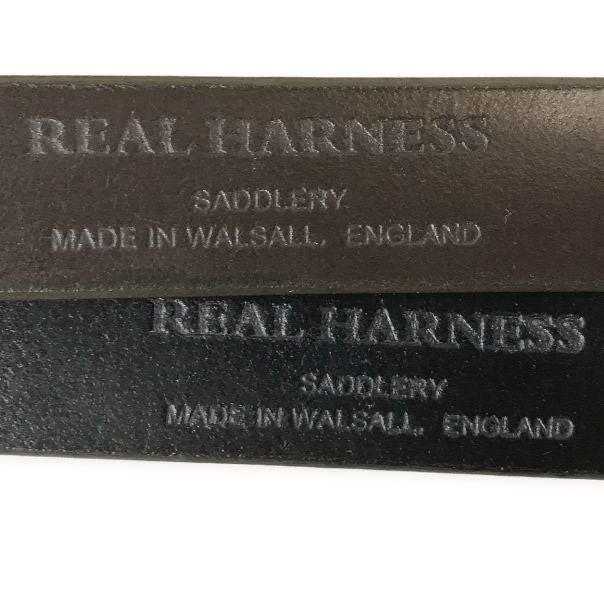 REAL HARNESS
SADDLERY
MADE IN WALSALL, ENGLAND
REAL HARNESS
SADDLERY
MADE IN WALSALL, ENGLAND